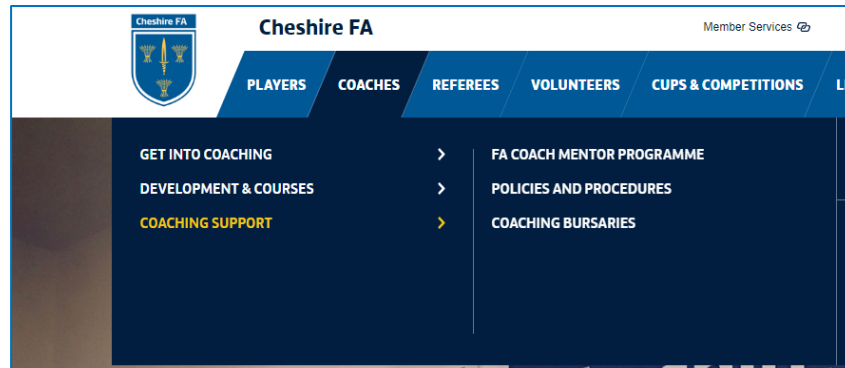 Cheshire FA
Cheshire FA
Member Services
PLAYERS COACHES REFEREES VOLUNTEERS CUPS & COMPETITIONS
GET INTO COACHING
DEVELOPMENT & COURSES
COACHING SUPPORT
FA COACH MENTOR PROGRAMME
POLICIES AND PROCEDURES
COACHING BURSARIES